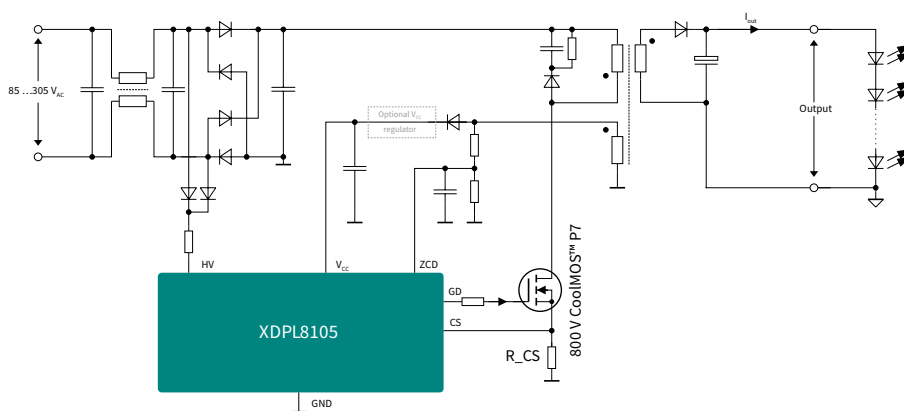 I out
85 ...305 V AC
Optional V CC
regulator
Output
HV
V CC
ZCD
GD
CS
XDPL8105
GND
R_CS
800 V CoolMOS™ P7